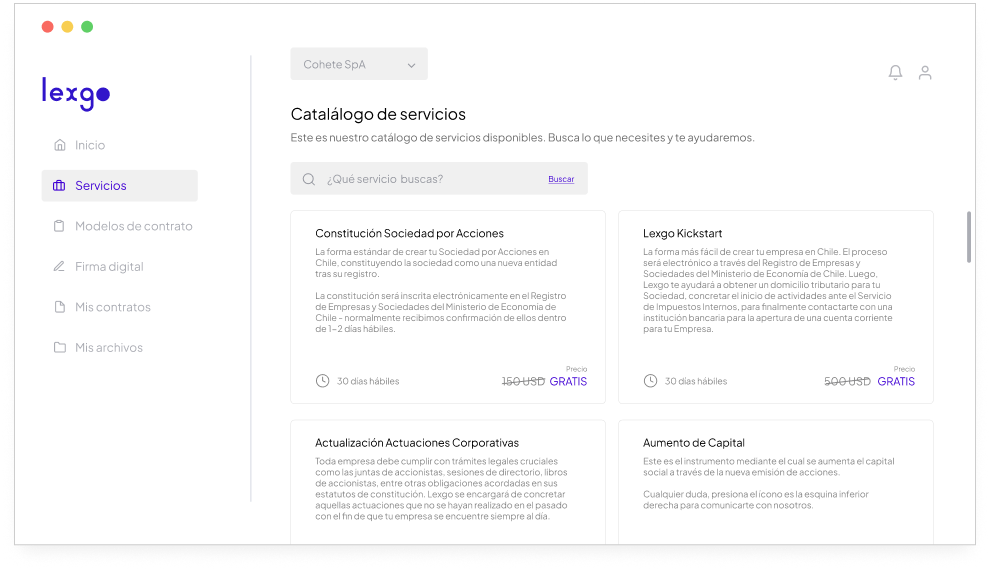 lexgo
Inicio
Servicios
Modelos de contrato
Firma digital
Mis contratos
Mis archivos
Cohete SpA
Catalálogo de servicios
Este es nuestro catálogo de servicios disponibles. Busca lo que necesites y te ayudaremos.
¿Qué servicio buscas?
Buscar
Constitución Sociedad por Acciones
La forma estándar de crear tu Sociedad por Acciones en
Chile, constituyendo la sociedad como una nueva entidad
tras su registro.
La constitución será inscrita electrónicamente en el Registro
de Empresas y Sociedades del Ministerio de Economía de
Chile - normalmente recibimos confirmación de ellos dentro
de 1-2 días hábiles.
30 días hábiles
Precio
150 USD GRATIS
Lexgo Kickstart
La forma más fácil de crear tu empresa en Chile. El proceso
será electrónico a través del Registro de Empresas y
Sociedades del Ministerio de Economía de Chile. Luego,
Lexgo te ayudará a obtener un domicilio tributario para tu
Sociedad, concretar el inicio de actividades ante el Servicio
de Impuestos Internos, para finalmente contactarte con una
institución bancaria para la apertura de una cuenta corriente
para tu Empresa.
30 días hábiles
Precio
500 USD GRATIS
Actualización Actuaciones Corporativas
Toda empresa debe cumplir con trámites legales cruciales
como las juntas de accionistas, sesiones de directorio, libros
de accionistas, entre otras obligaciones acordadas en sus
estatutos de constitución. Lexgo se encargará de concretar
aquellas actuaciones que no se hayan realizado en el pasado
con el fin de que tu empresa se encuentre siempre al día.
Aumento de Capital
Este es el instrumento mediante el cual se aumenta el capital
social a través de la nueva emisión de acciones.
Cualquier duda, presiona el ícono es la esquina inferior
derecha para comunicarte con nosotros.